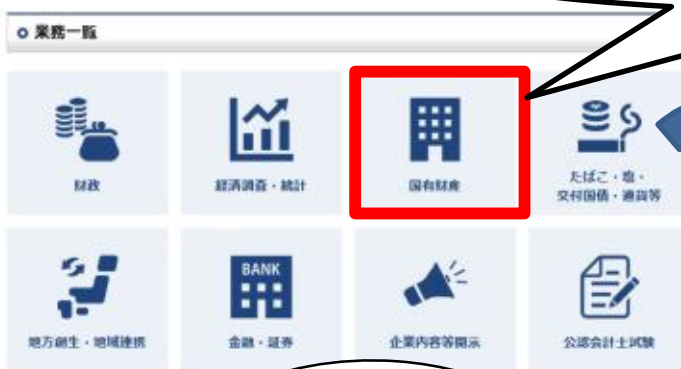 業務一覧
財政
経済調査・統計
国有財産
たばこ・塩・
交付国債・通貨等
BANK
地方創生・地域連携
金融・証券
企業内容等開示
公認会計士試験